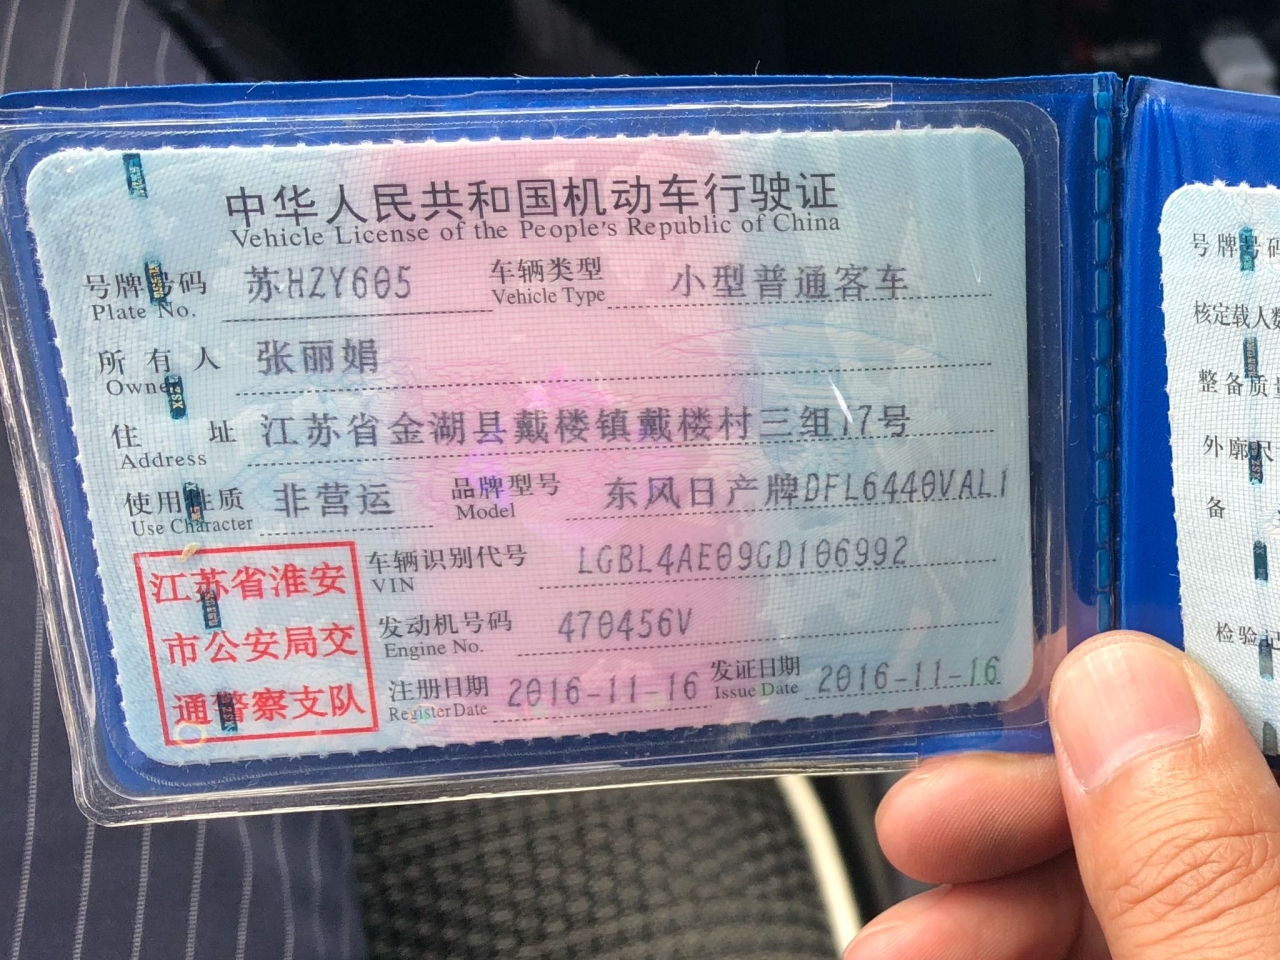 中华人民共和国机动车行驶证
Vehicle License of the People's Republic of China
号牌号码 苏HZY605 车辆类型 小型普通客车
Plate No. Vehicle Type
所有人 张丽娟
Owner
住址 江苏省金湖县戴楼镇戴楼村三组17号
Address
使用性质 非营运 品牌型号 东风日产牌DFL6440VAL1
Use Character Model
车辆识别代号 LGBL4AE09GD106992
VIN
发动机号码 470456V
Engine No.
注册日期 2016-11-16 发证日期 2016-11-16
Register Date Issue Date
江苏省淮安
市公安局交
通警察支队
号牌号码
核定载人数
整备质量
外廓尺
备
检验记